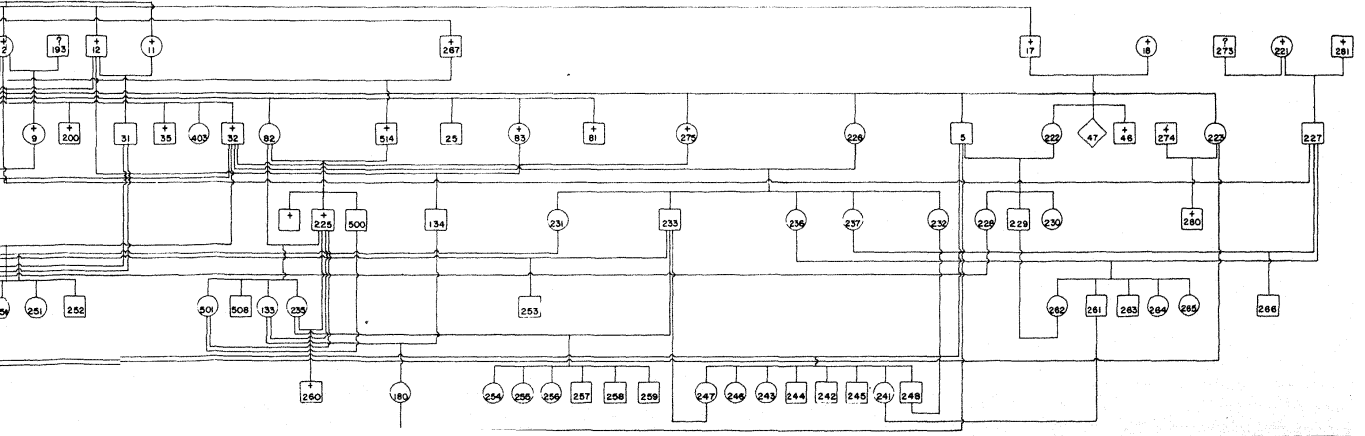 + 2 ? 193 + 12 + 11 + 267 + 17 + 18 ? 273 + 221 + 281
+ 9 + 200 31 + 35 403 + 32 82 + 514 25 + 83 + 81 + 275 226 5 222 47 + 46 + 274 223 227
+ + 225 500 134 231 233 236 237 232 228 229 230 + 280
251 252 501 508 133 235 253 262 261 263 264 265 266
+ 260 180 254 255 256 257 258 259 247 246 243 244 242 245 241 248